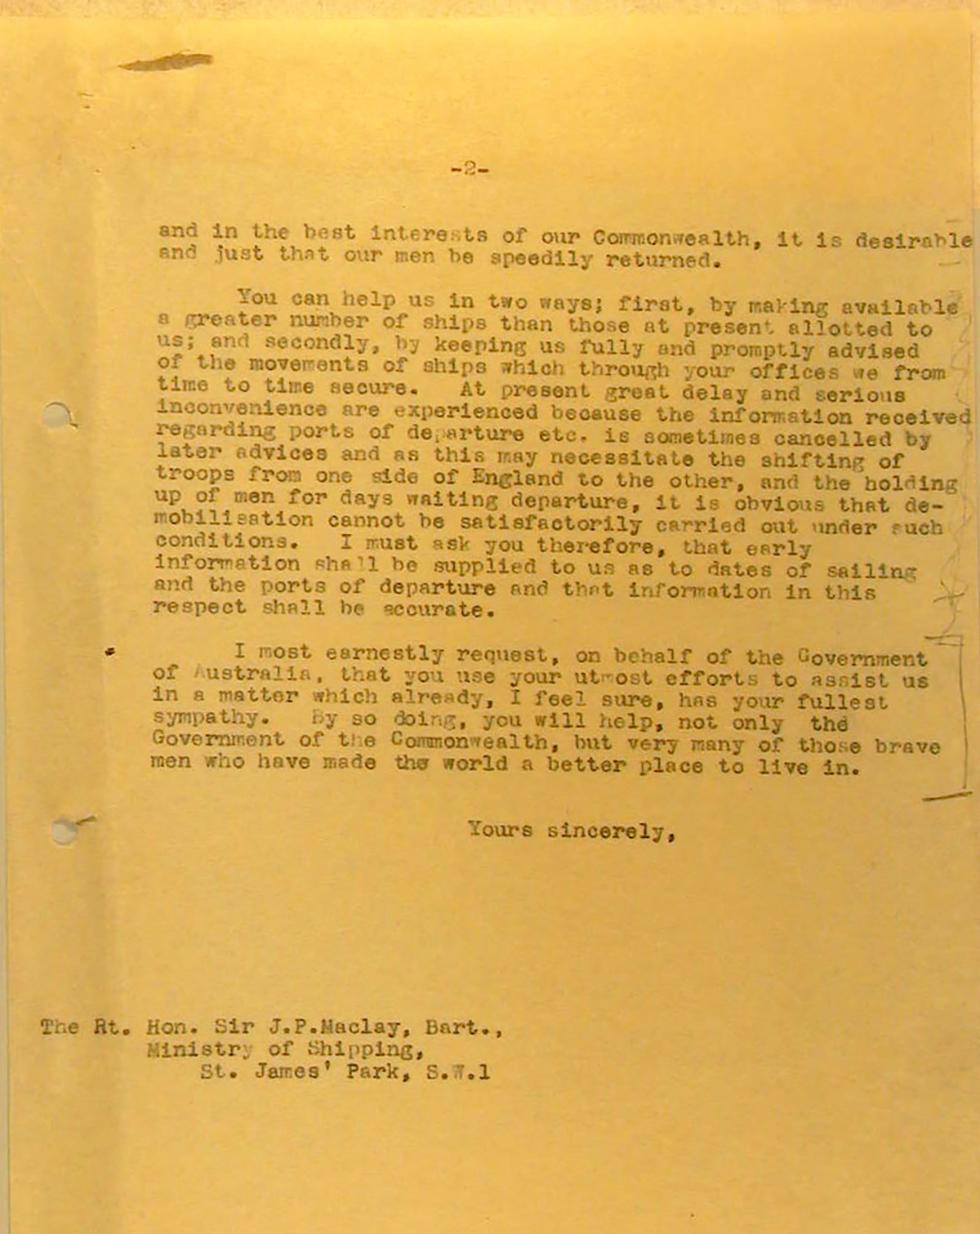 -2-
and in the best interests of our Commonwealth, it is desirable
and just that our men be speedily returned.
You can help us in two ways; first, by making available
a greater number of ships than those at present allotted to
us; and secondly, by keeping us fully and promptly advised
of the movements of ships which through your offices we from
time to time secure. At present great delay and serious
inconvenience are experienced because the information received
regarding ports of departure etc. is sometimes cancelled by
later advices and as this may necessitate the shifting of
troops from one side of England to the other, and the holding
up of men for days waiting departure, it is obvious that de-
mobilisation cannot be satisfactorily carried out under such
conditions. I must ask you therefore, that early
information shall be supplied to us as to dates of sailing
and the ports of departure and that information in this
respect shall be accurate.
I most earnestly request, on behalf of the Government
of Australia, that you use your utmost efforts to assist us
in a matter which already, I feel sure, has your fullest
sympathy. By so doing, you will help, not only the
Government of the Commonwealth, but very many of those brave
men who have made the world a better place to live in.
Yours sincerely,
The Rt. Hon. Sir J.P.Maclay, Bart.,
Ministry of Shipping,
St. James' Park, S.W.1